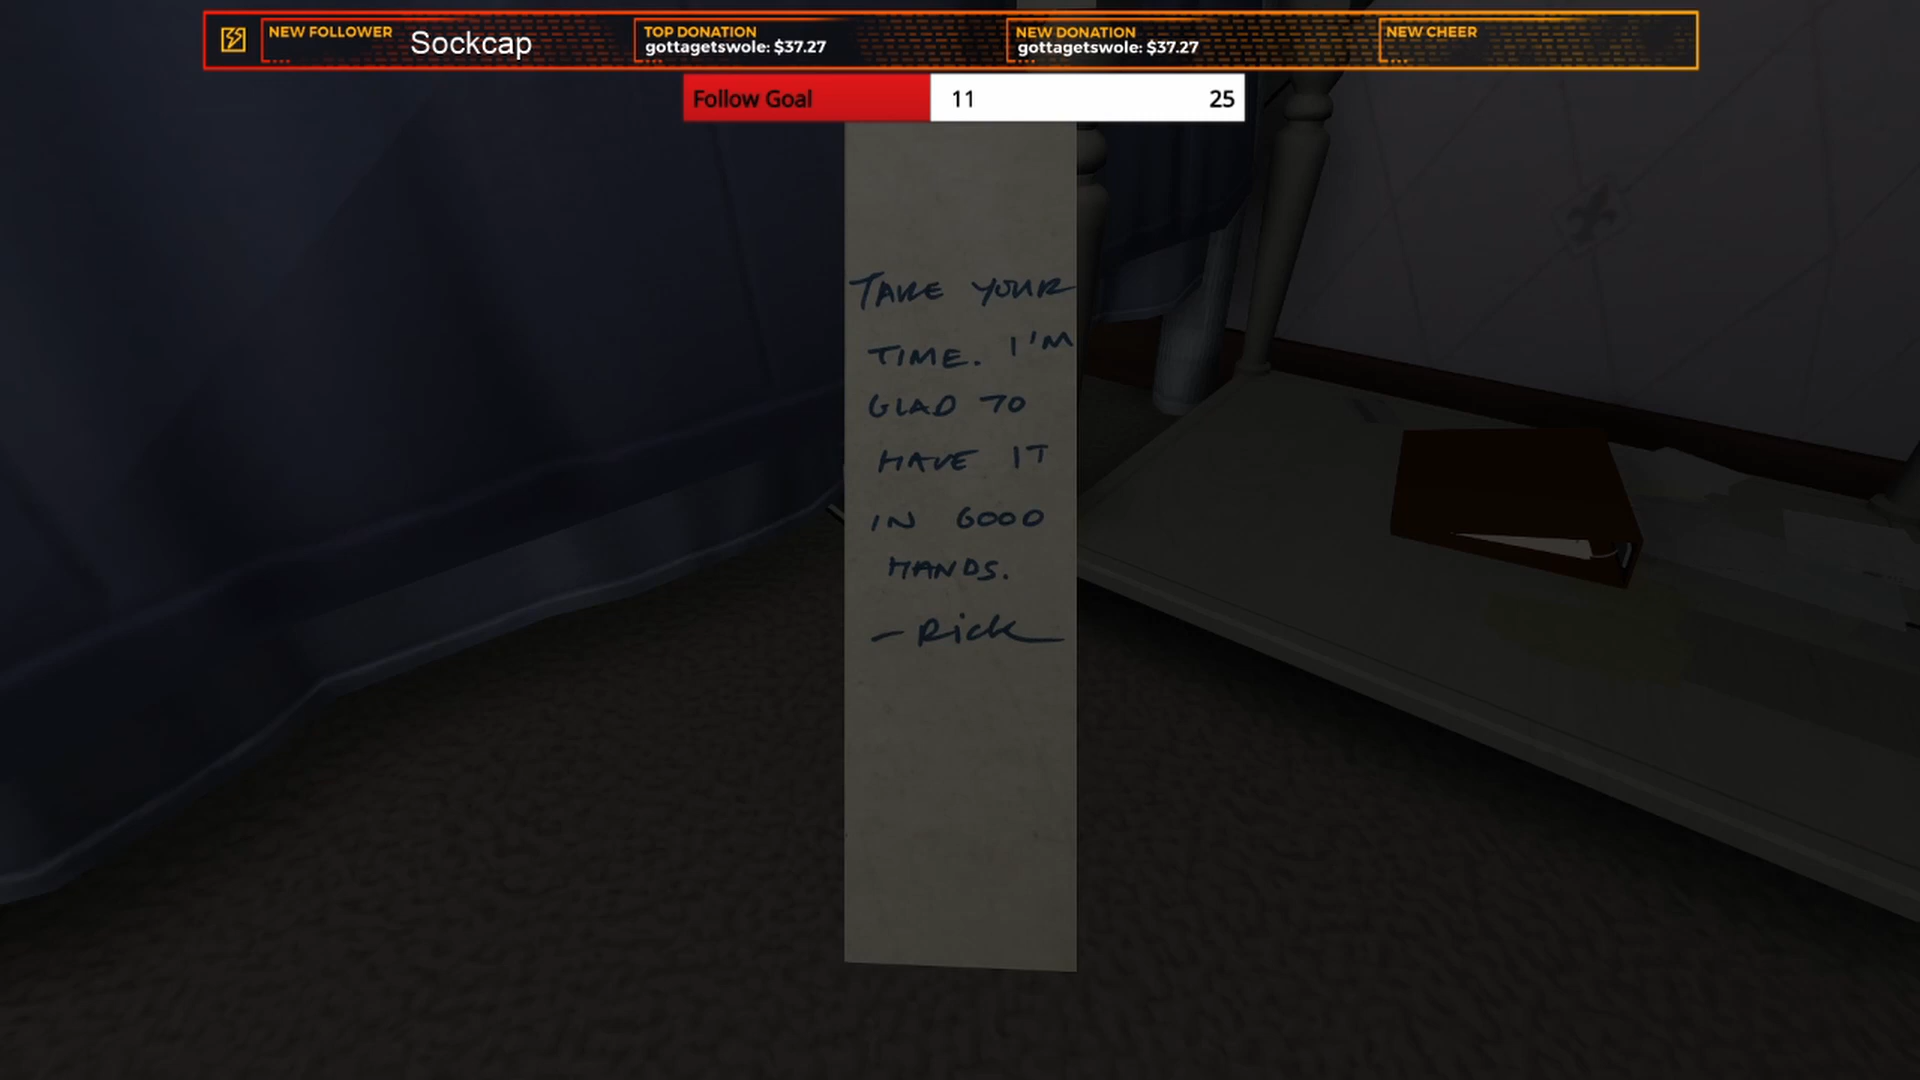 NEW FOLLOWER
Sockcap
TOP DONATION
gottagetswole: $37.27
NEW DONATION
gottagetswole: $37.27
NEW CHEER
Follow Goal 11 25
TAKE YOUR
TIME. I'M
GLAD TO
HAVE IT
IN GOOD
HANDS.
— Rick